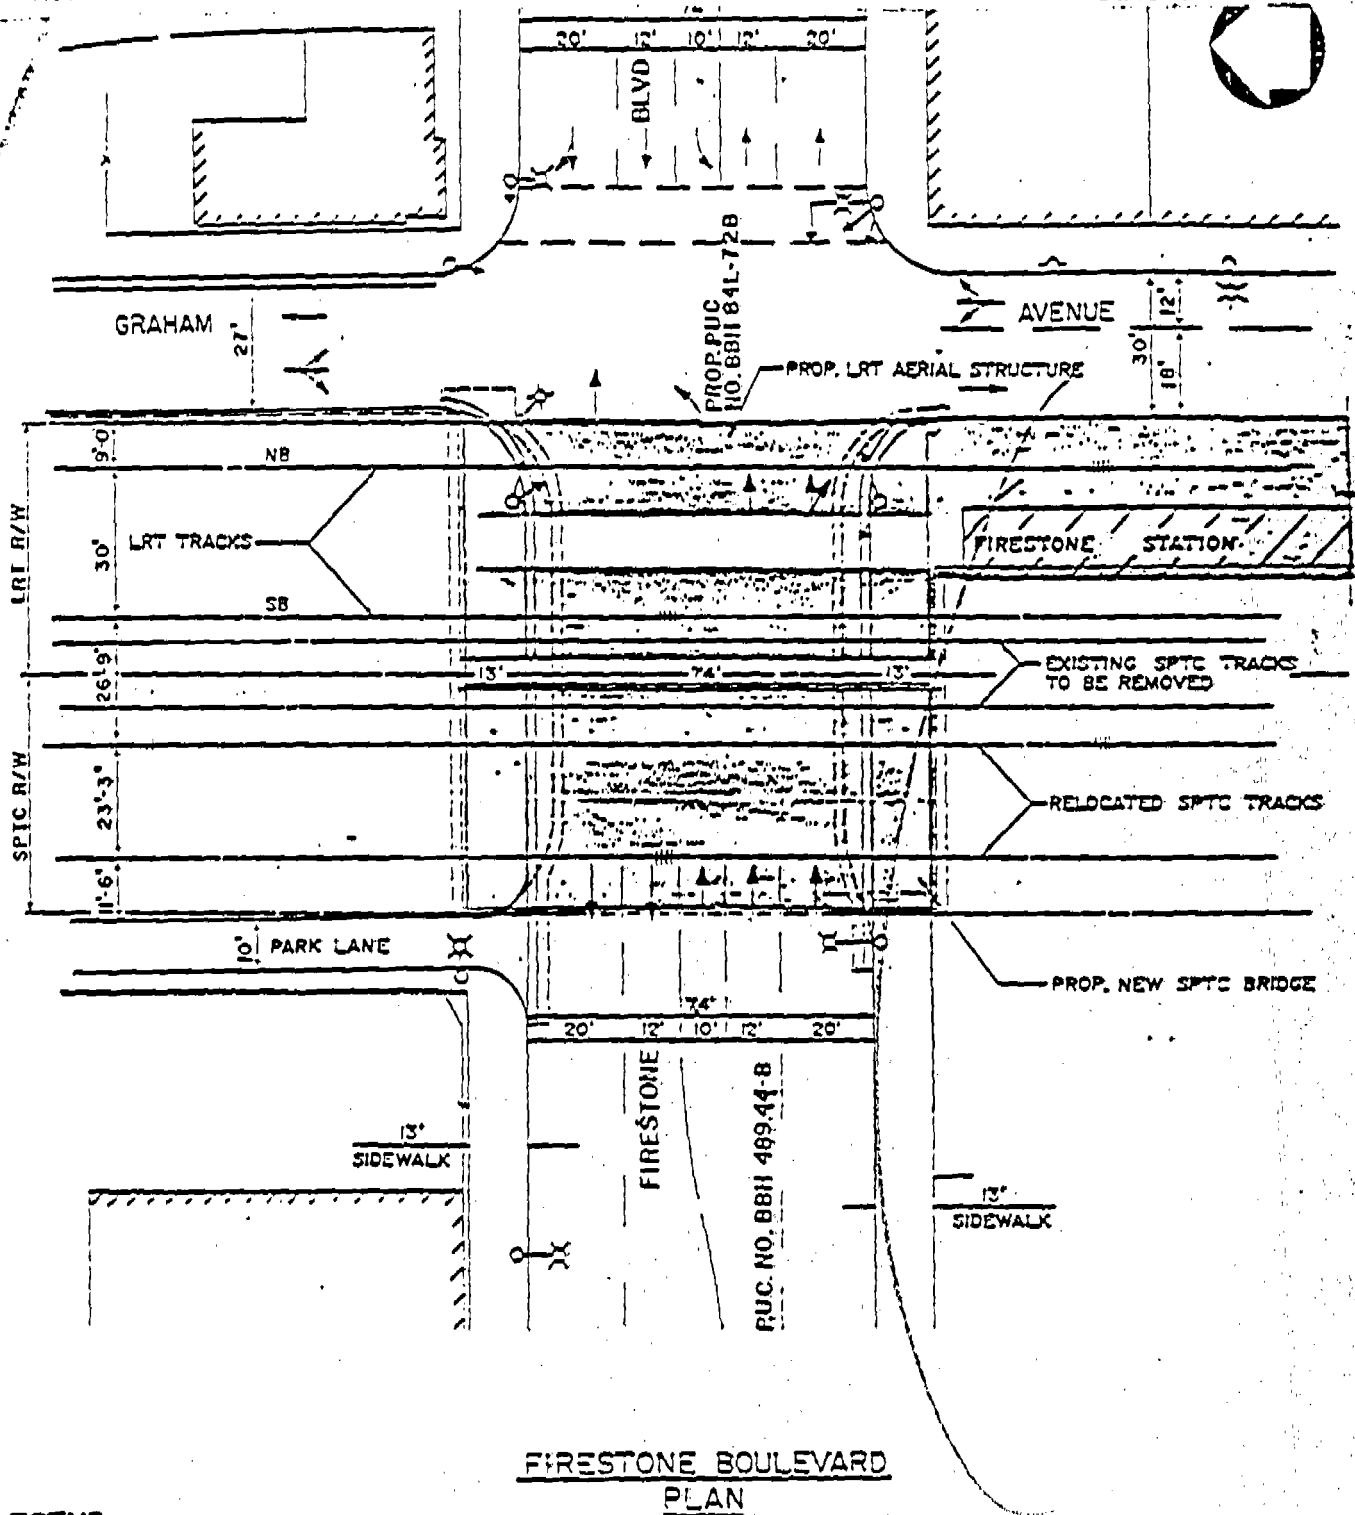 20' 12' 10' 12' 20'
BLVD
PROP. PUC
NO. BBH 84L-72B
GRAHAM
27'
AVENUE
30'
12'
18'
PROP. LRT AERIAL STRUCTURE
9'-0
NB
LRT R/W
LRT TRACKS
30'
FIRESTONE STATION
SB
26'-9"
13' 74' 13'
EXISTING SPTC TRACKS
TO BE REMOVED
SPTC R/W
23'-3"
RELOCATED SPTC TRACKS
11'-6"
10'
PARK LANE
PROP. NEW SPTC BRIDGE
74'
20' 12' 10' 12' 20'
FIRESTONE
P.U.C. NO. BBH 489.44-B
13'
SIDEWALK
13'
SIDEWALK
FIRESTONE BOULEVARD
PLAN